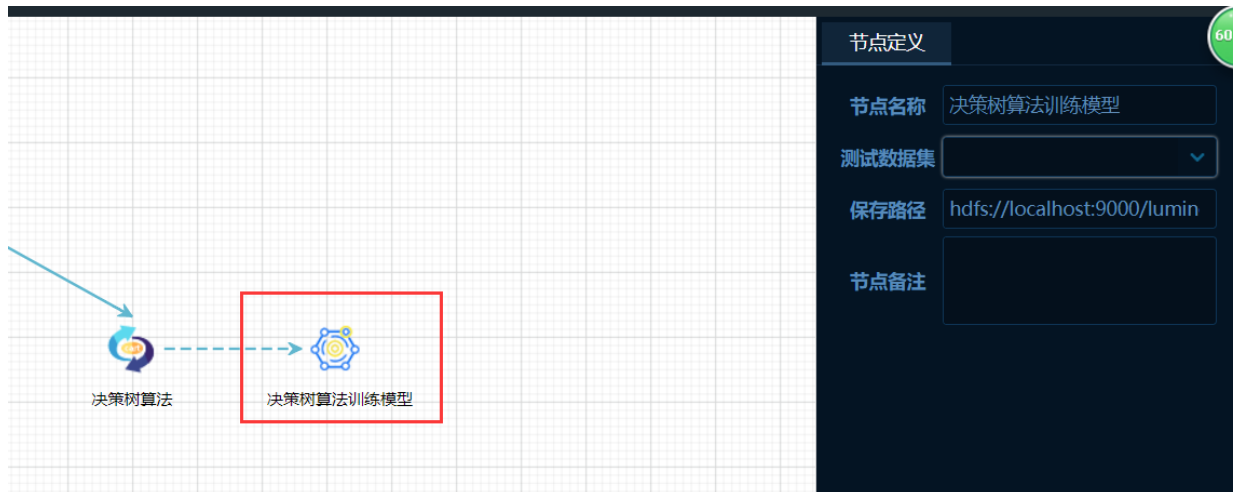 节点定义
60
节点名称 决策树算法训练模型
测试数据集
保存路径 hdfs://localhost:9000/lumin
节点备注
决策树算法 决策树算法训练模型